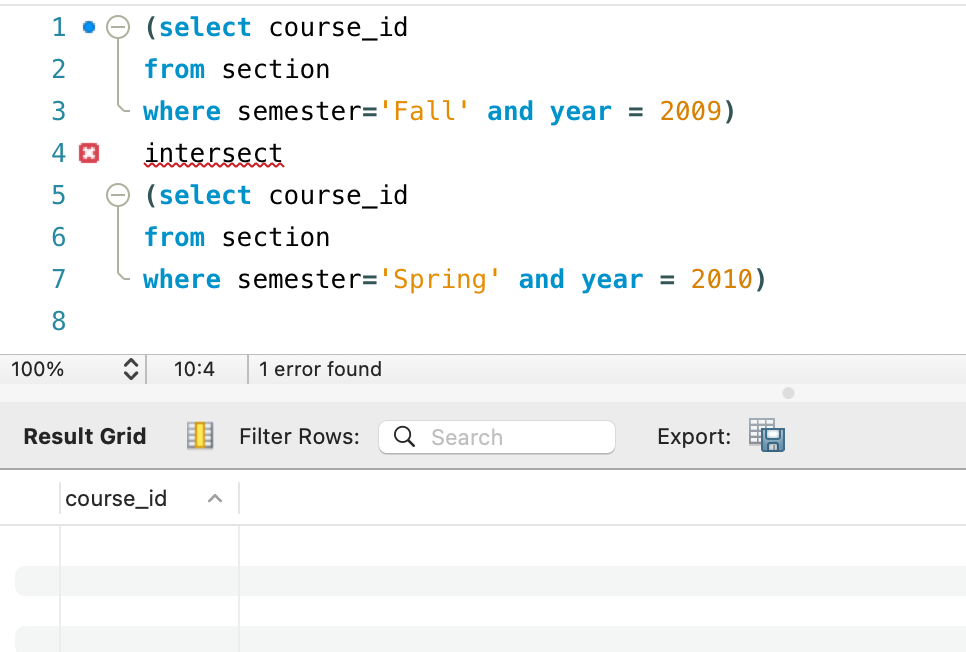 1 (select course_id
2 from section
3 where semester='Fall' and year = 2009)
4 intersect
5 (select course_id
6 from section
7 where semester='Spring' and year = 2010)
8
100% 10:4 1 error found
Result Grid Filter Rows: Search Export:
course_id